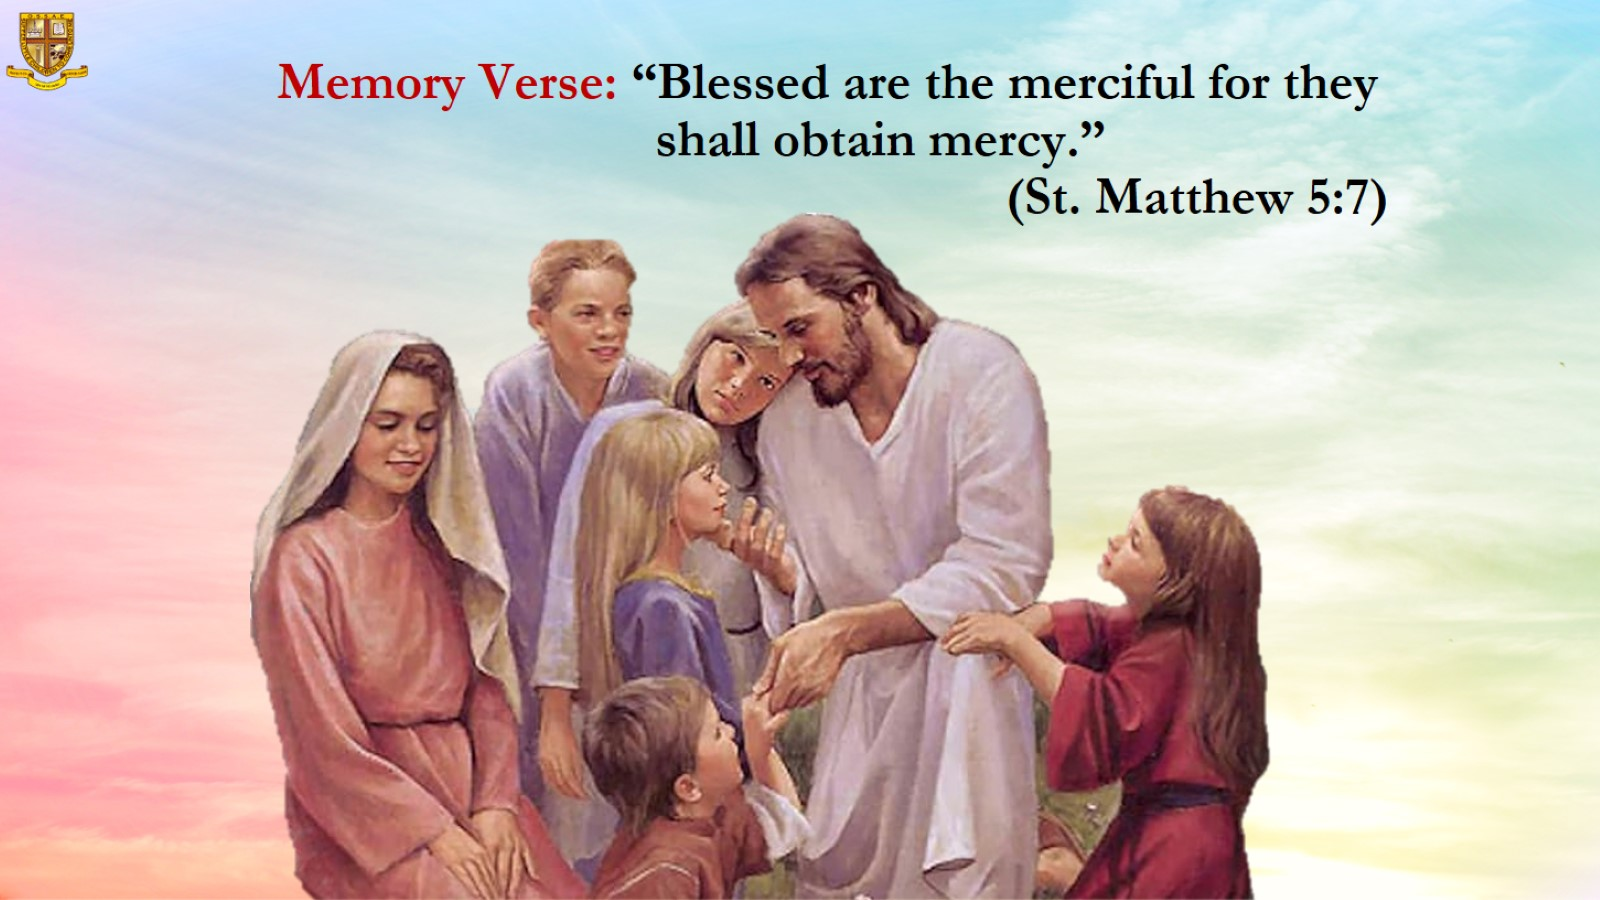 Memory Verse: “Blessed are the merciful for they
shall obtain mercy.”
(St. Matthew 5:7)